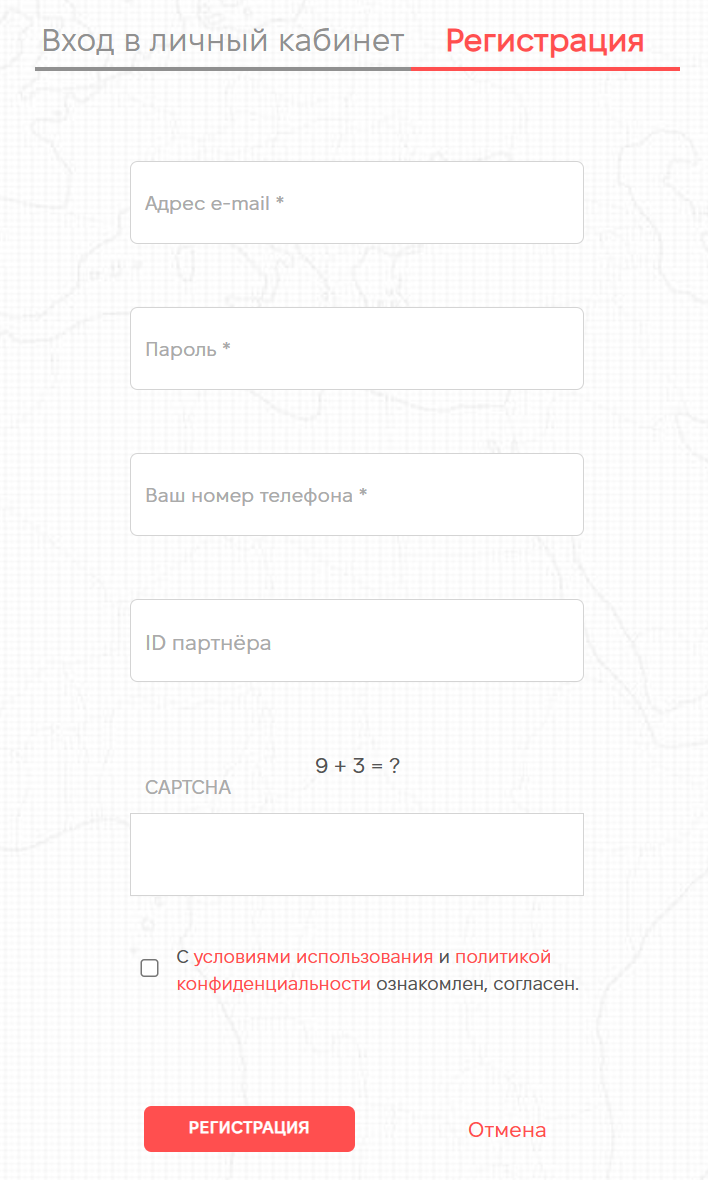 Вход в личный кабинет Регистрация
Адрес e-mail *
Пароль *
Ваш номер телефона *
ID партнёра
9 + 3 = ?
CAPTCHA
С условиями использования и политикой
конфиденциальности ознакомлен, согласен.
РЕГИСТРАЦИЯ Отмена